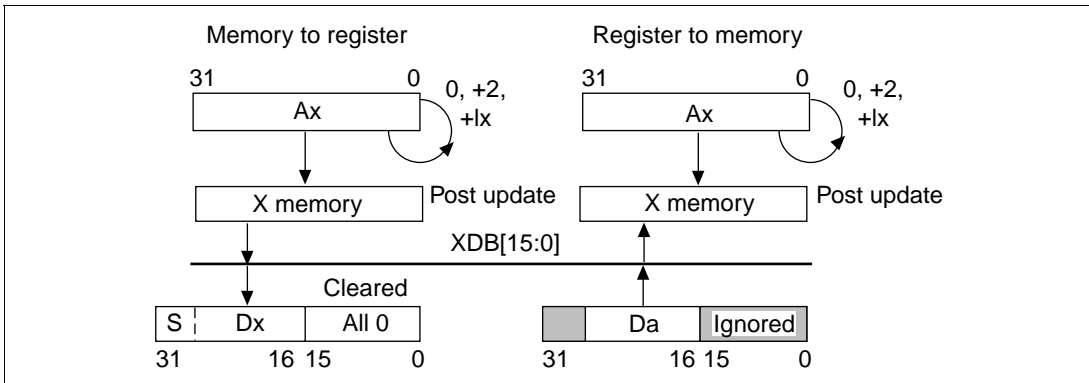 Memory to register
Register to memory
31 0
0, +2,
+Ix
Ax
31 0
0, +2,
+Ix
Ax
X memory
Post update
X memory
Post update
XDB[15:0]
Cleared
S Dx All 0
Da Ignored
31 16 15 0
31 16 15 0